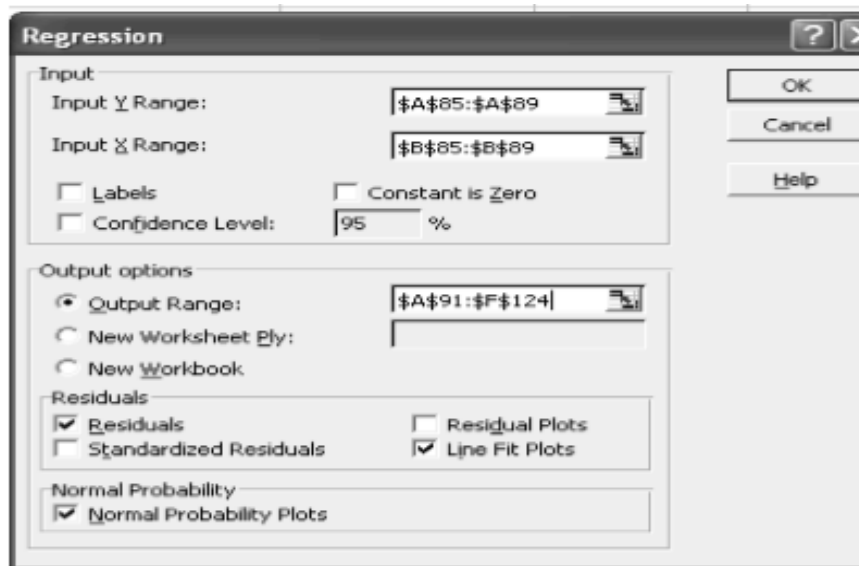 Regression
Input
Input Y Range: $A$85:$A$89
Input X Range: $B$85:$B$89
Labels Constant is Zero
Confidence Level: 95 %
OK
Cancel
Help
Output options
Output Range: $A$91:$F$124
New Worksheet Ply:
New Workbook
Residuals
Residuals Residual Plots
Standardized Residuals Line Fit Plots
Normal Probability
Normal Probability Plots